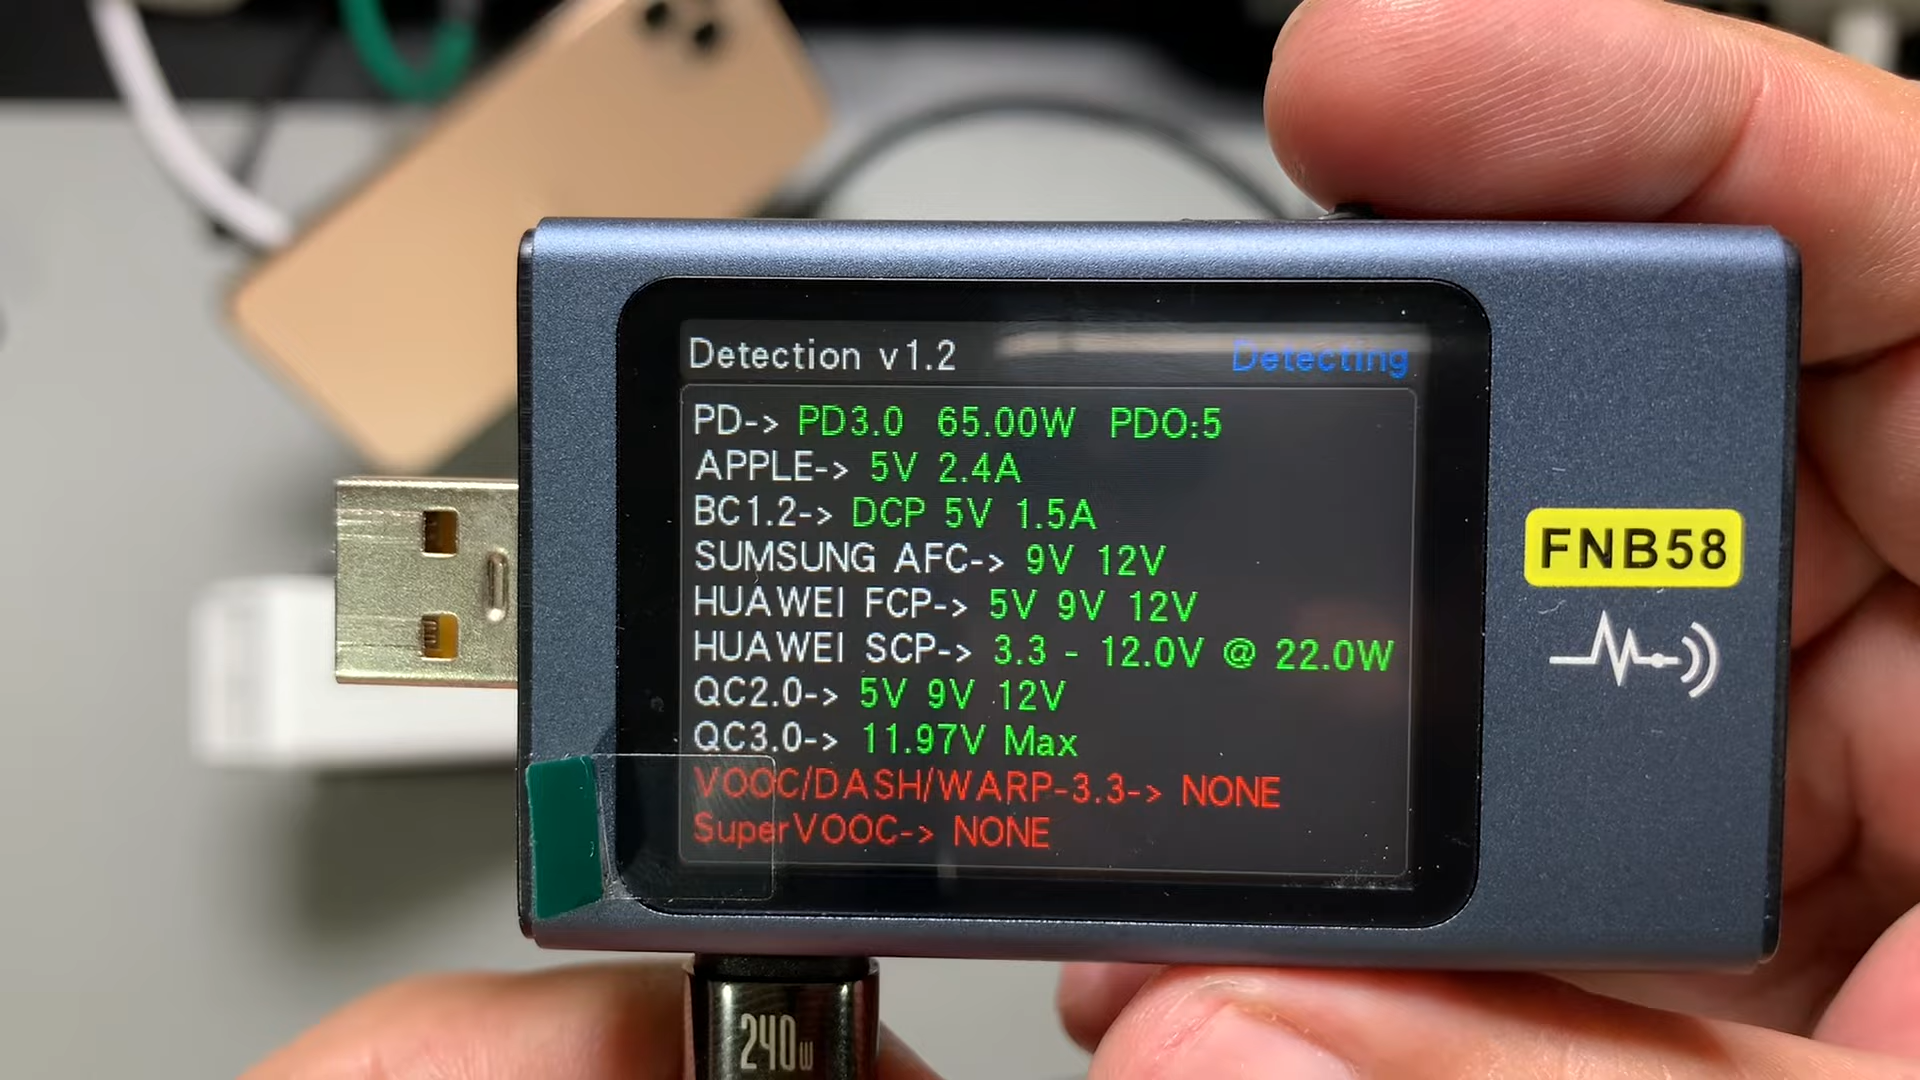 Detection v1.2 Detecting
PD-> PD3.0 65.00W PDO:5
APPLE-> 5V 2.4A
BC1.2-> DCP 5V 1.5A
SUMSUNG AFC-> 9V 12V
HUAWEI FCP-> 5V 9V 12V
HUAWEI SCP-> 3.3 - 12.0V @ 22.0W
QC2.0-> 5V 9V 12V
QC3.0-> 11.97V Max
VOOC/DASH/WARP-3.3-> NONE
SuperVOOC-> NONE
FNB58
240W